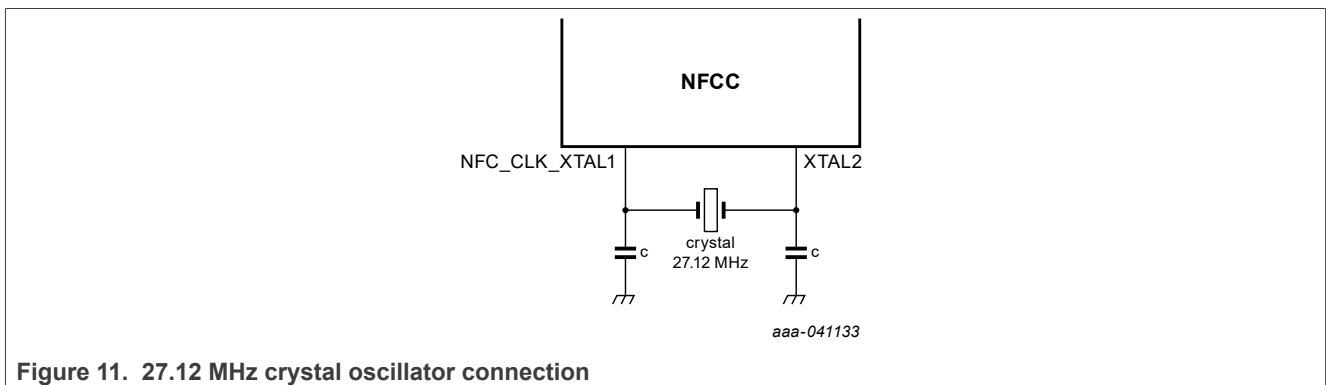 NFCC
NFC_CLK_XTAL1
XTAL2
c
crystal
27.12 MHz
c
aaa-041133
Figure 11. 27.12 MHz crystal oscillator connection